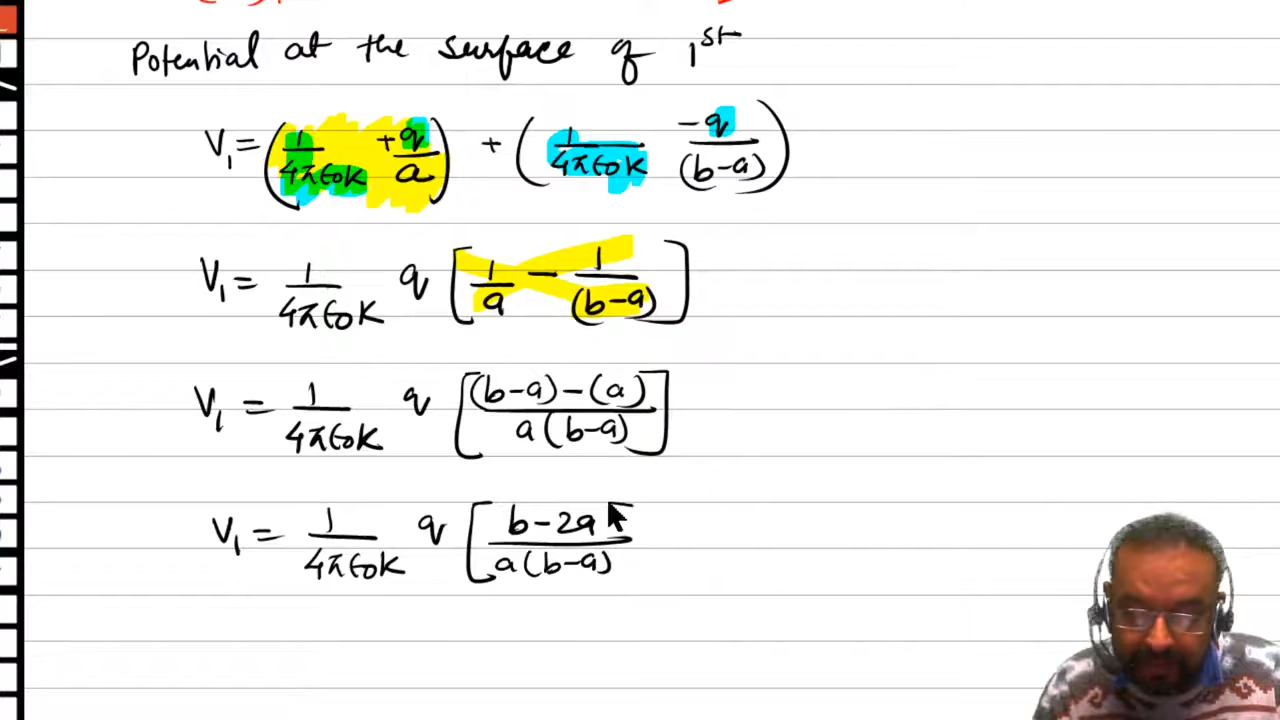 Potential at the surface of 1st
V₁ = (1/4πϵ₀K +q/a) + (1/4πϵ₀K -q/(b-a))
V₁ = 1/4πϵ₀K q [1/a - 1/(b-a)]
V₁ = 1/4πϵ₀K q [(b-a)-(a)/a(b-a)]
V₁ = 1/4πϵ₀K q [b-2a/a(b-a)